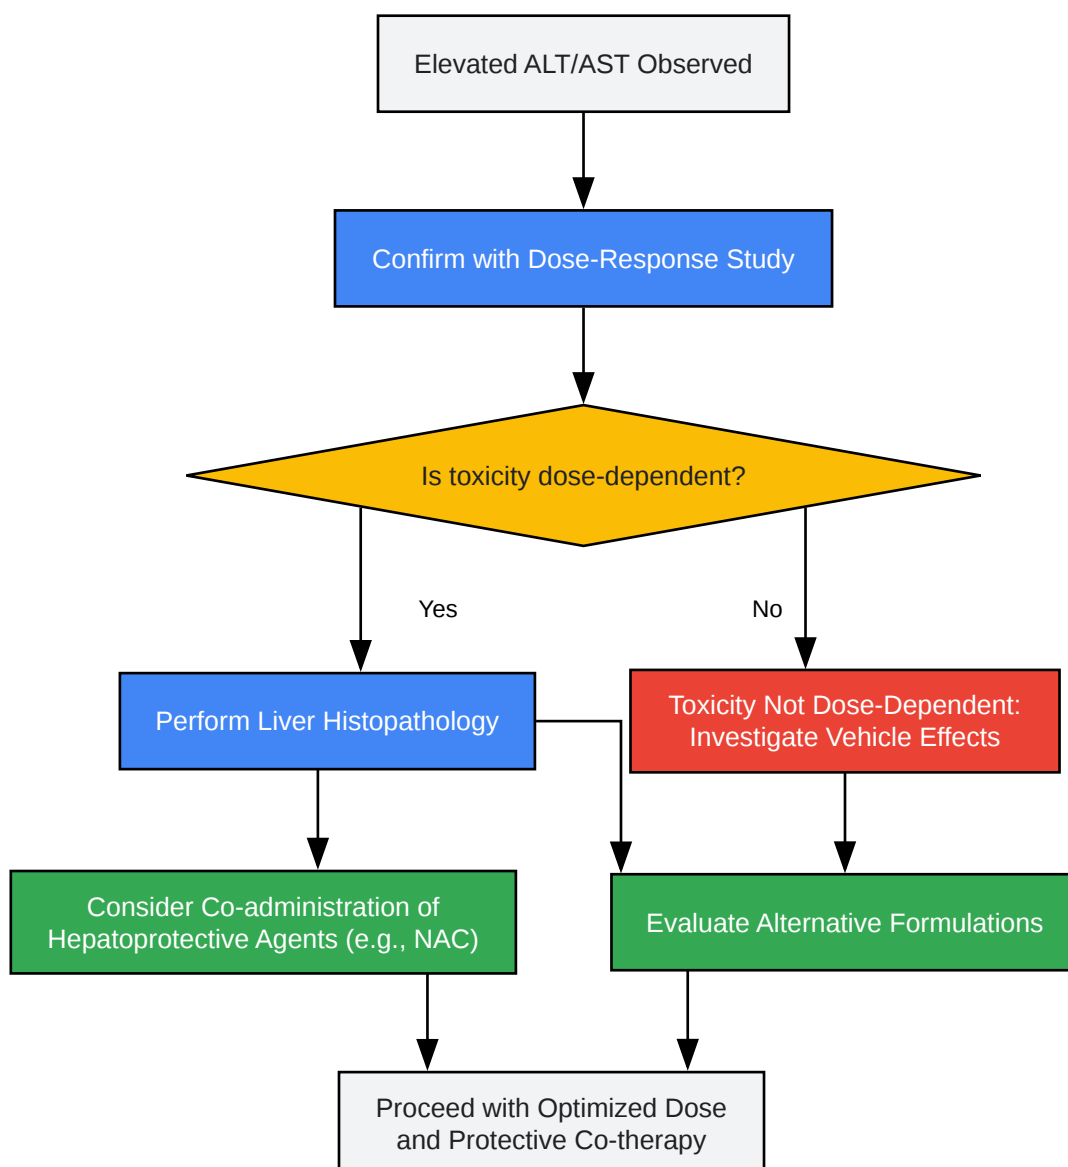 Elevated ALT/AST Observed
Confirm with Dose-Response Study
Is toxicity dose-dependent?
Yes
No
Perform Liver Histopathology
Toxicity Not Dose-Dependent:
Investigate Vehicle Effects
Consider Co-administration of
Hepatoprotective Agents (e.g., NAC)
Evaluate Alternative Formulations
Proceed with Optimized Dose
and Protective Co-therapy